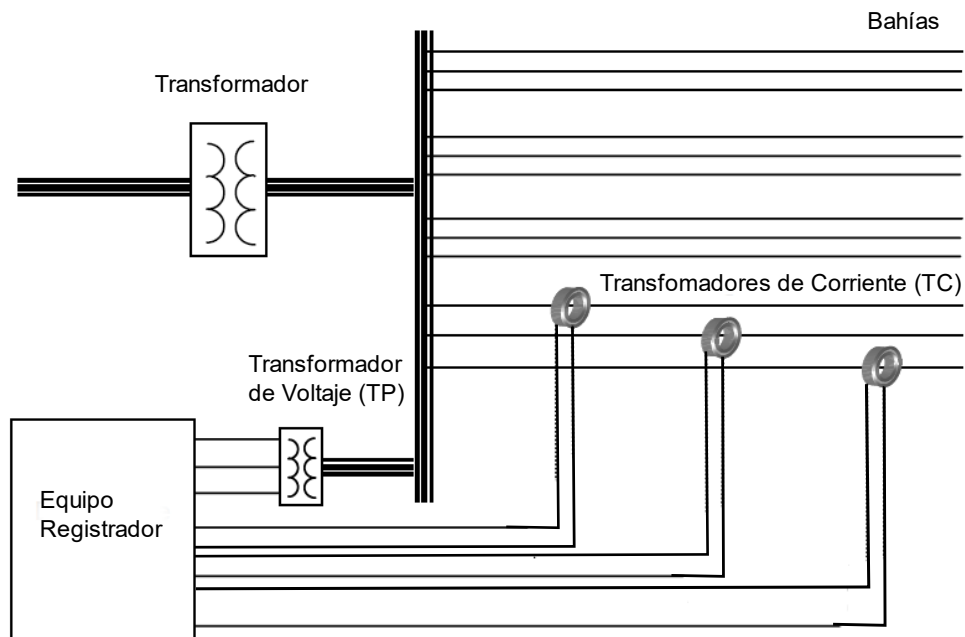 Bahías
Transformador
Transfomadores de Corriente (TC)
Transformador
de Voltaje (TP)
Equipo
Registrador